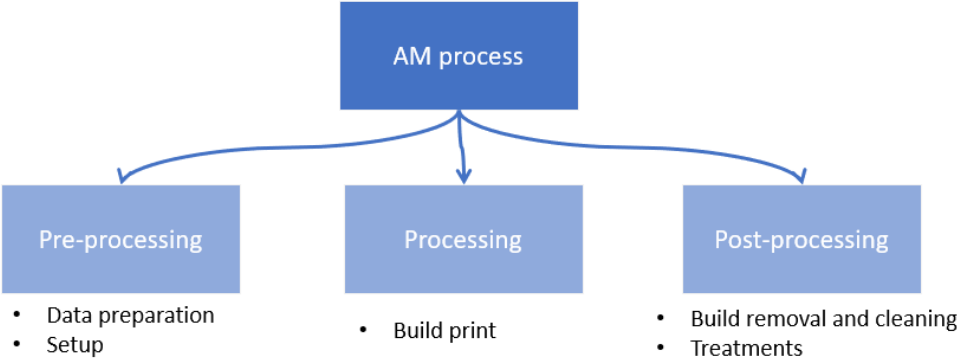 AM process
Pre-processing
Processing
Post-processing
• Data preparation
• Setup
• Build print
• Build removal and cleaning
• Treatments